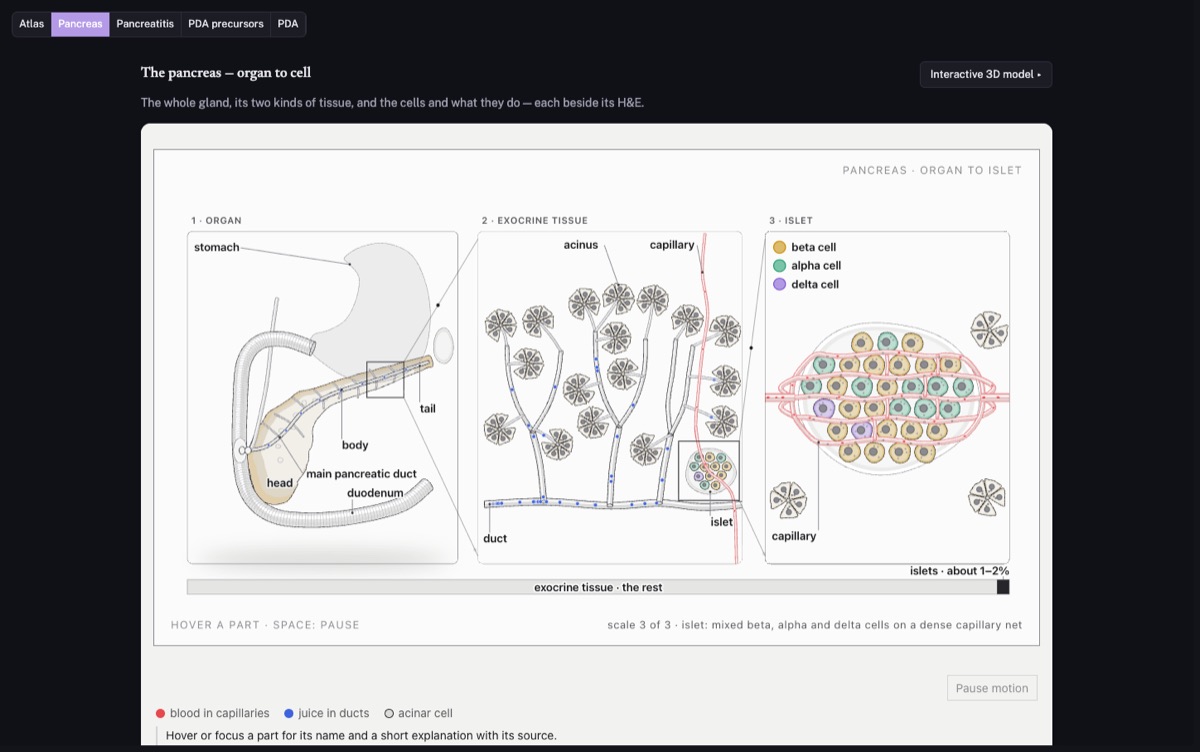 Atlas Pancreas Pancreatitis PDA precursors PDA
The pancreas – organ to cell
Interactive 3D model ▸
The whole gland, its two kinds of tissue, and the cells and what they do — each beside its H&E.
PANCREAS · ORGAN TO ISLET
1 · ORGAN
stomach
tail
body
main pancreatic duct
head
duodenum
2 · EXOCRINE TISSUE
acinus
capillary
islet
duct
3 · ISLET
beta cell
alpha cell
delta cell
capillary
islets · about 1–2%
exocrine tissue · the rest
HOVER A PART · SPACE: PAUSE
scale 3 of 3 · islet: mixed beta, alpha and delta cells on a dense capillary net
Pause motion
blood in capillaries juice in ducts acinar cell
Hover or focus a part for its name and a short explanation with its source.